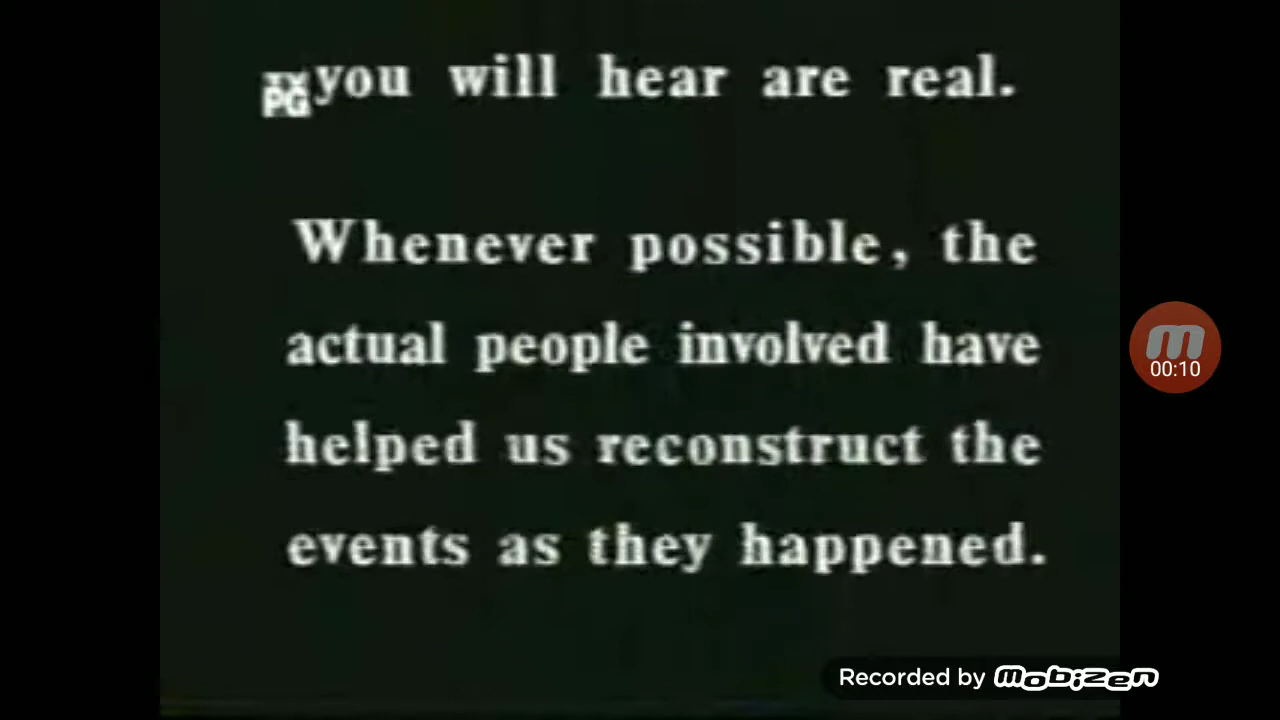 you will hear are real.
PG
Whenever possible, the
actual people involved have
helped us reconstruct the
events as they happened.
00:10
Recorded by mobizen